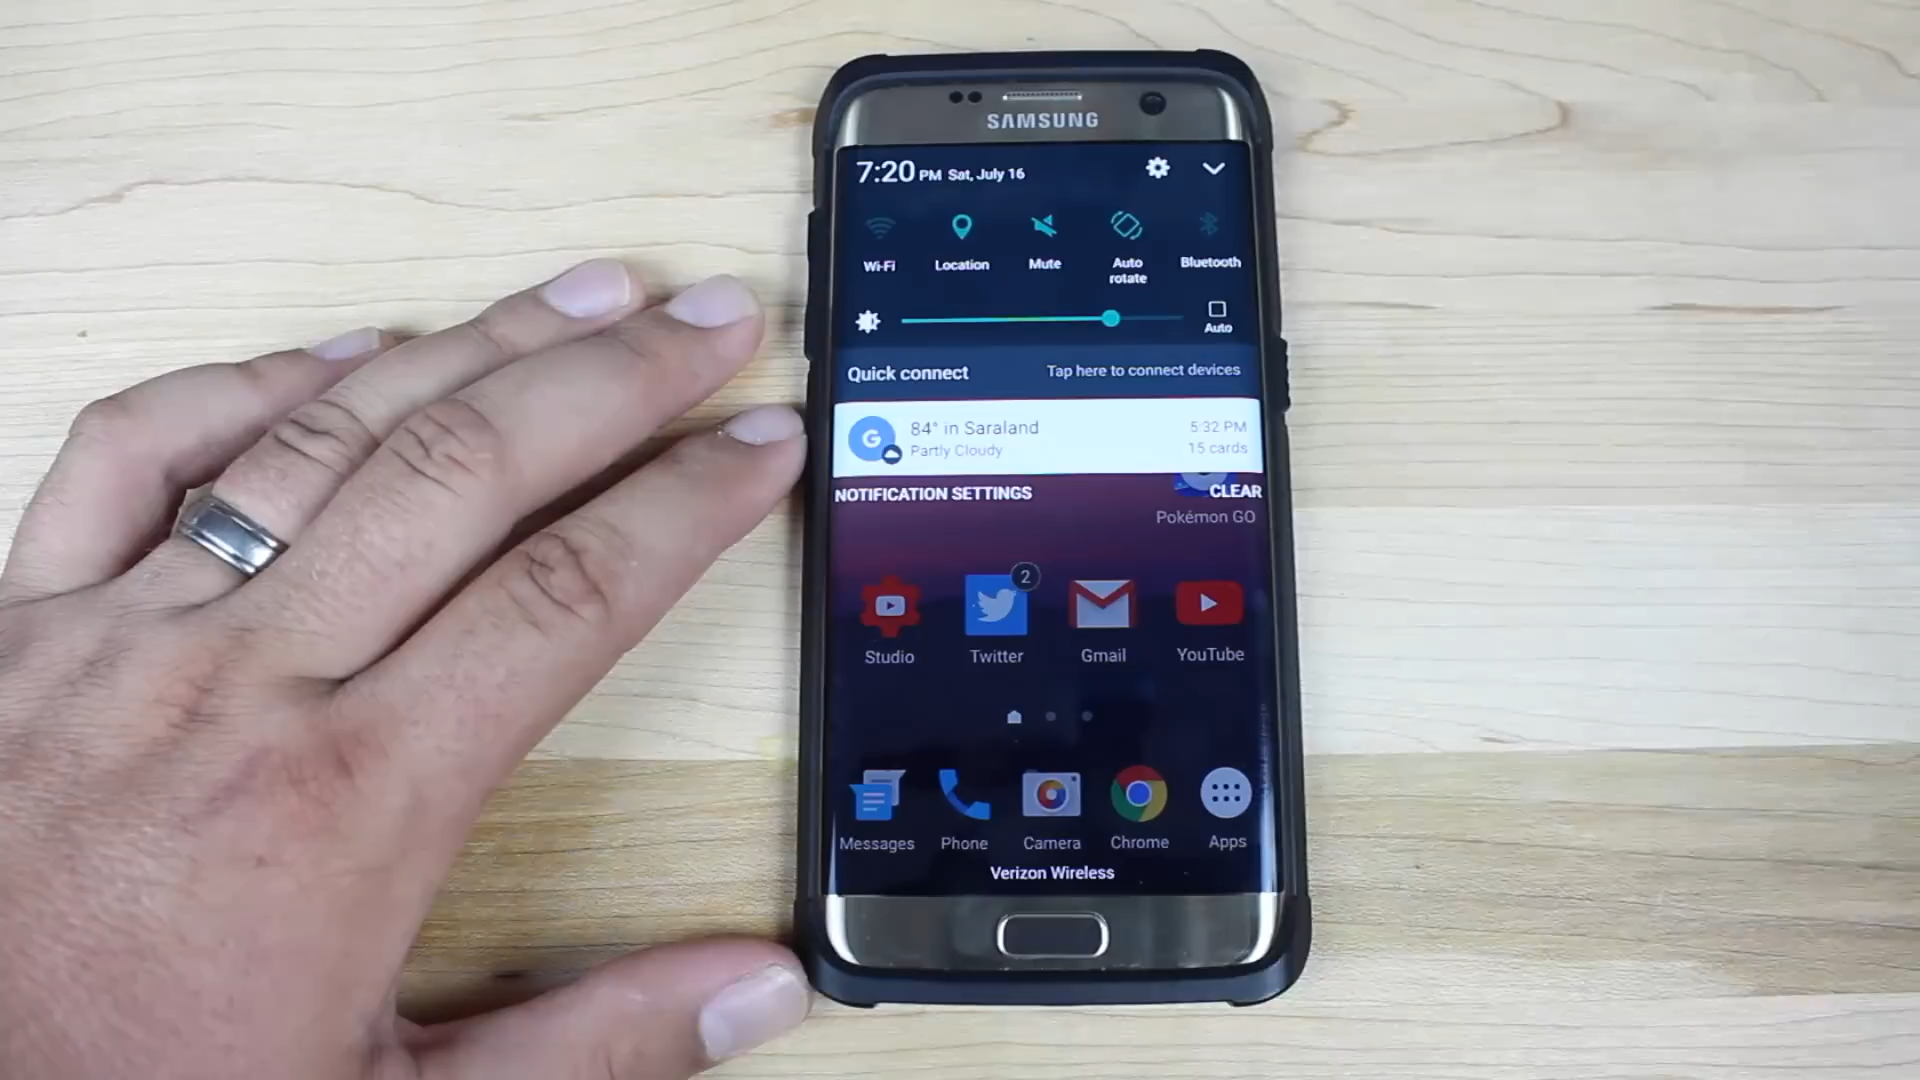 SAMSUNG
7:20 PM Sat, July 16
Wi-Fi
Location
Mute
Auto rotate
Bluetooth
Auto
Quick connect
Tap here to connect devices
G
84° in Saraland
5:32 PM
Partly Cloudy
15 cards
NOTIFICATION SETTINGS
CLEAR
Pokémon GO
2
Studio
Twitter
Gmail
YouTube
Messages
Phone
Camera
Chrome
Apps
Verizon Wireless